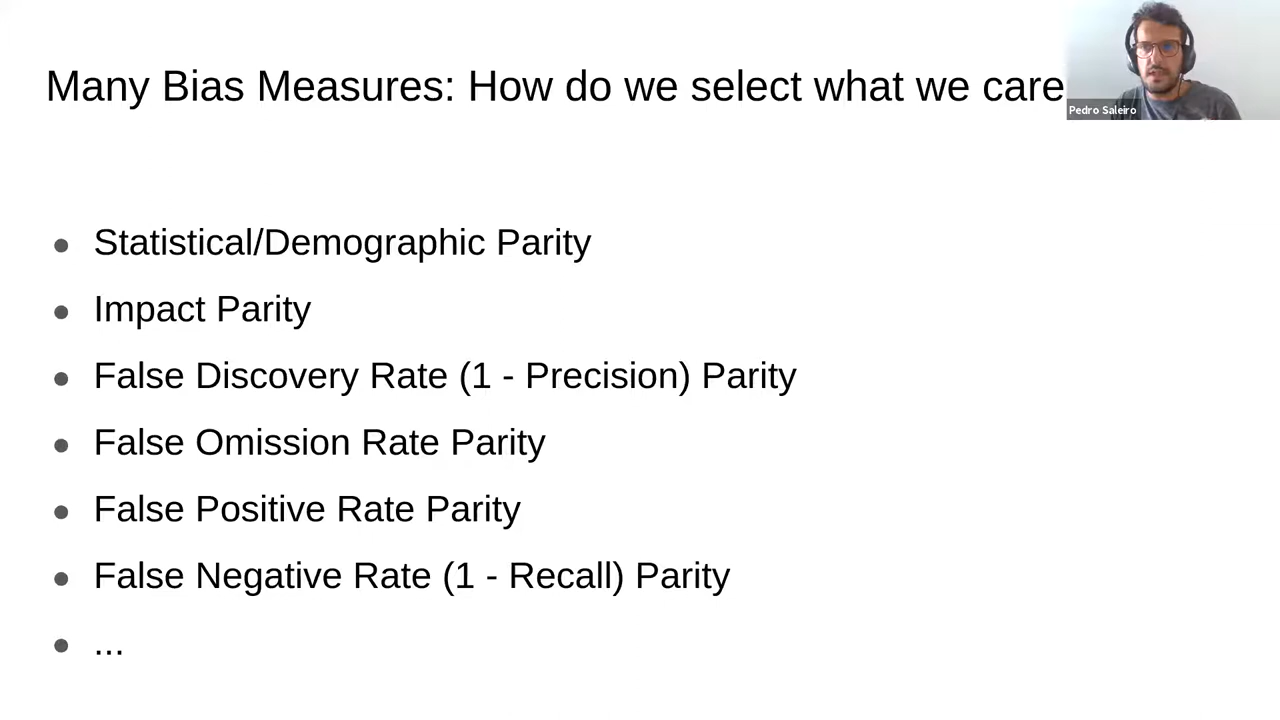 Many Bias Measures: How do we select what we care
Pedro Saleiro
● Statistical/Demographic Parity
● Impact Parity
● False Discovery Rate (1 - Precision) Parity
● False Omission Rate Parity
● False Positive Rate Parity
● False Negative Rate (1 - Recall) Parity
● ...